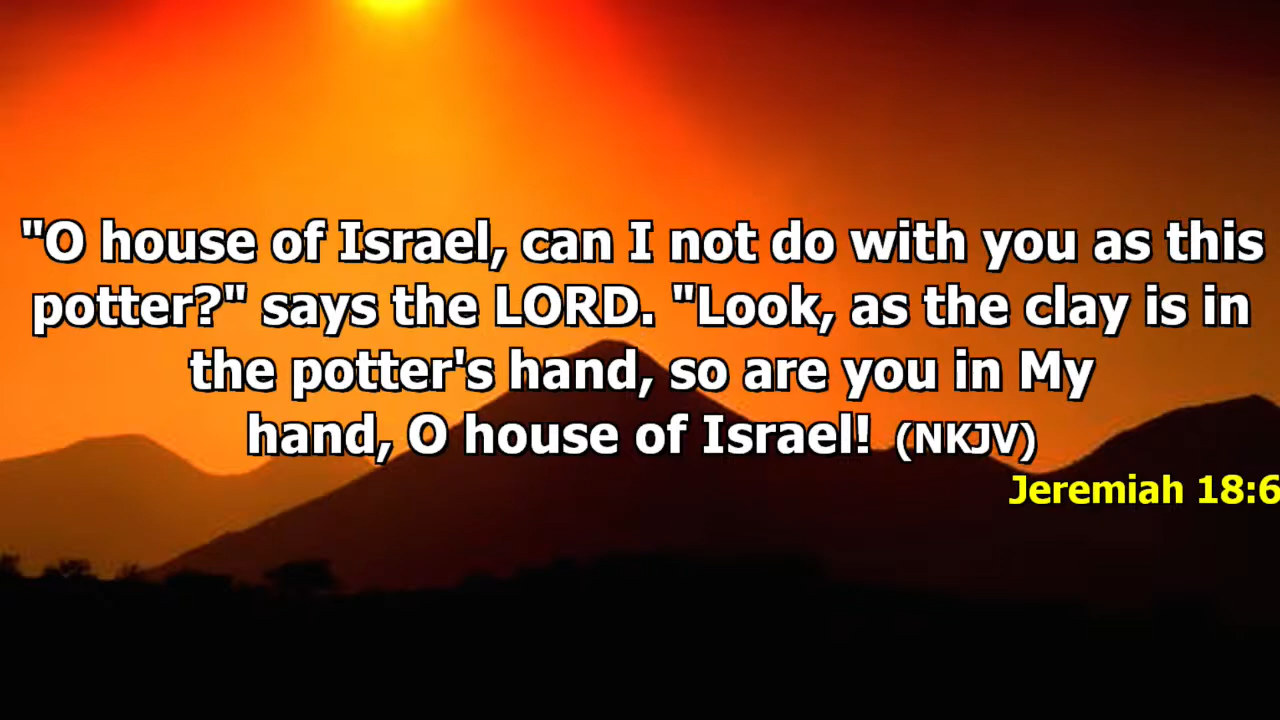 "O house of Israel, can I not do with you as this
potter?" says the LORD. "Look, as the clay is in
the potter's hand, so are you in My
hand, O house of Israel! (NKJV)
Jeremiah 18:6